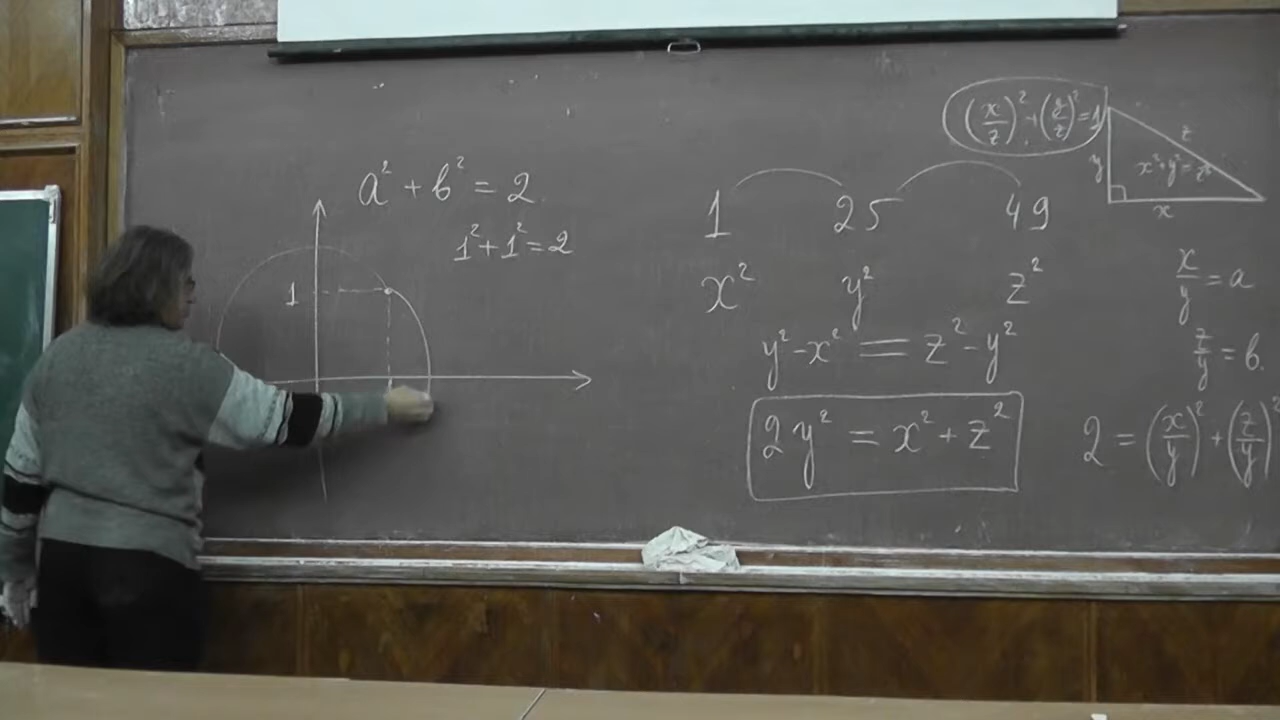 a² + b² = 2
1² + 1² = 2
1
(x/z)² + (y/z)² = 1
z
y
x² + y² = z²
x
1 25 49
x² y² z²
y² - x² = z² - y²
2y² = x² + z²
x/y = a
z/y = b.
2 = (x/y)² + (z/y)²